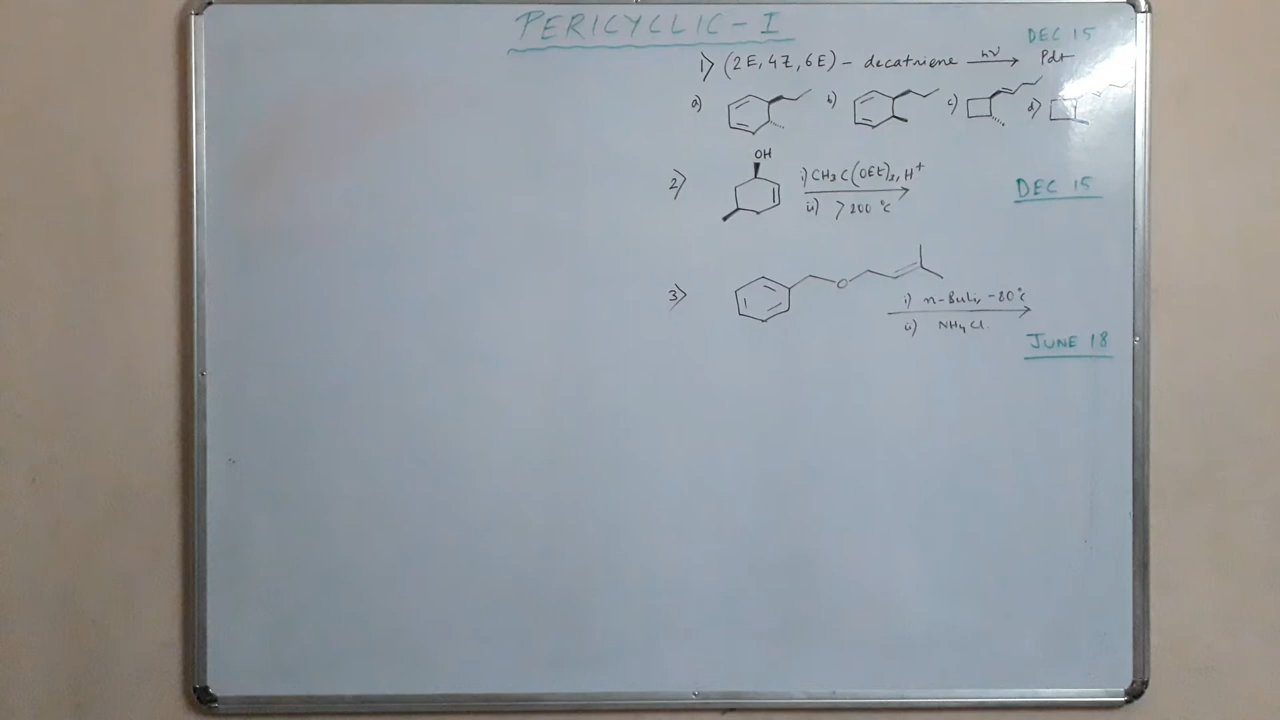 PERICYCLIC - I
DEC 15
1) (2E, 4Z, 6E) - decatriene hν Pdt
a) b) c) d)
OH
2) i) CH3C(OEt)3, H+
ii) > 200 °C
DEC 15
3) O
i) n-BuLi, -80°C
ii) NH4Cl.
JUNE 18